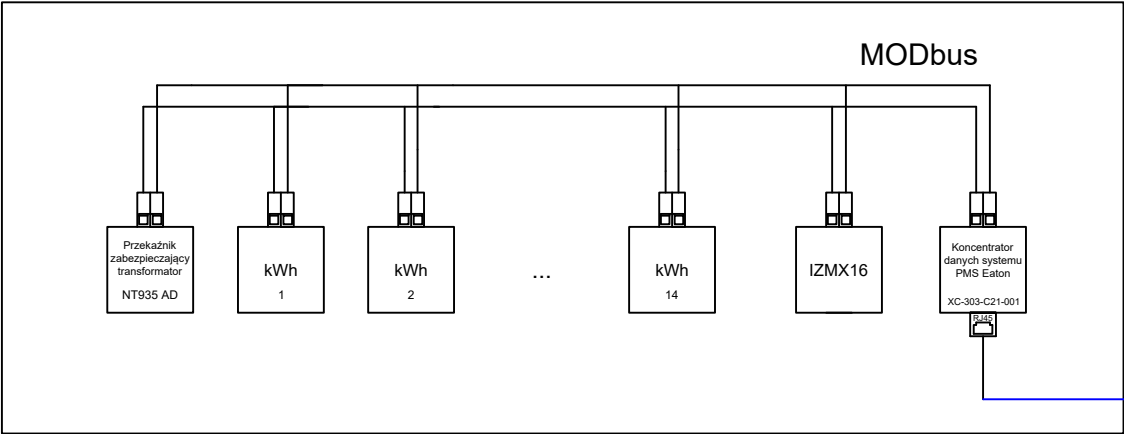 MODbus
Przekaźnik
zabezpieczający
transformator
NT935 AD
kWh
1
kWh
2
...
kWh
14
IZMX16
Koncentrator
danych systemu
PMS Eaton
XC-303-C21-001
RJ45